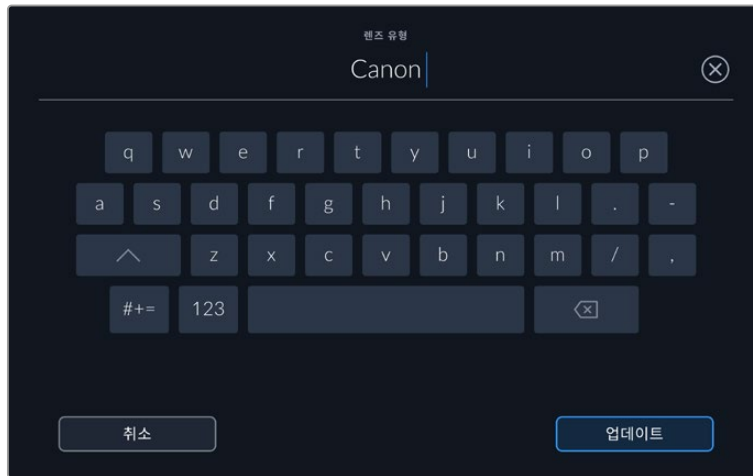 렌즈 유형
Canon
q w e r t y u i o p
a s d f g h j k l . -
z x c v b n m / ,
#+= 123
취소 업데이트